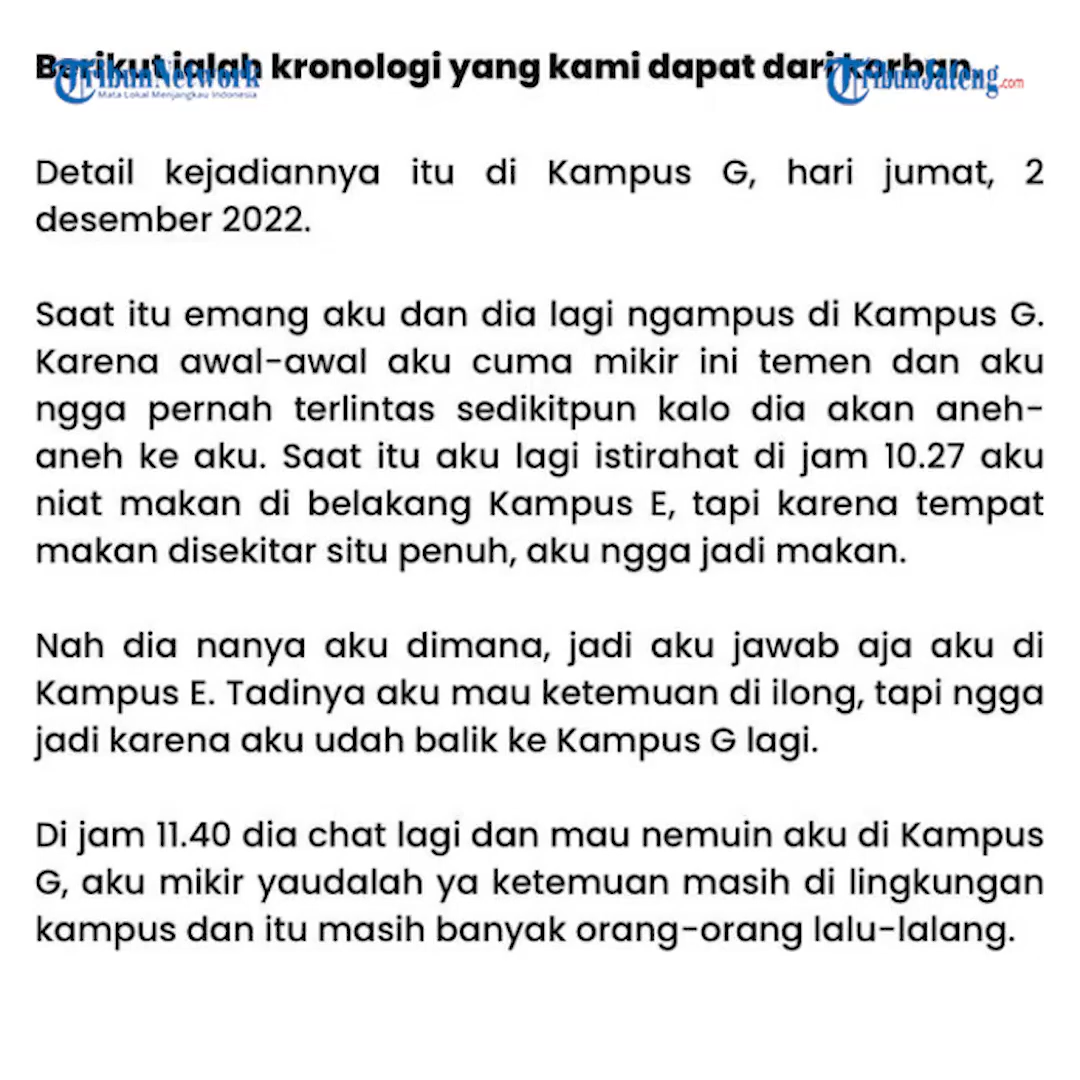 Berikut ialah kronologi yang kami dapat dari korban.
TribunNetwork
Mata Lokal Menjangkau Indonesia
TribunJateng.com
Detail kejadiannya itu di Kampus G, hari jumat, 2
desember 2022.
Saat itu emang aku dan dia lagi ngampus di Kampus G.
Karena awal-awal aku cuma mikir ini temen dan aku
ngga pernah terlintas sedikitpun kalo dia akan aneh-
aneh ke aku. Saat itu aku lagi istirahat di jam 10.27 aku
niat makan di belakang Kampus E, tapi karena tempat
makan disekitar situ penuh, aku ngga jadi makan.
Nah dia nanya aku dimana, jadi aku jawab aja aku di
Kampus E. Tadinya aku mau ketemuan di ilong, tapi ngga
jadi karena aku udah balik ke Kampus G lagi.
Di jam 11.40 dia chat lagi dan mau nemuin aku di Kampus
G, aku mikir yaudalah ya ketemuan masih di lingkungan
kampus dan itu masih banyak orang-orang lalu-lalang.